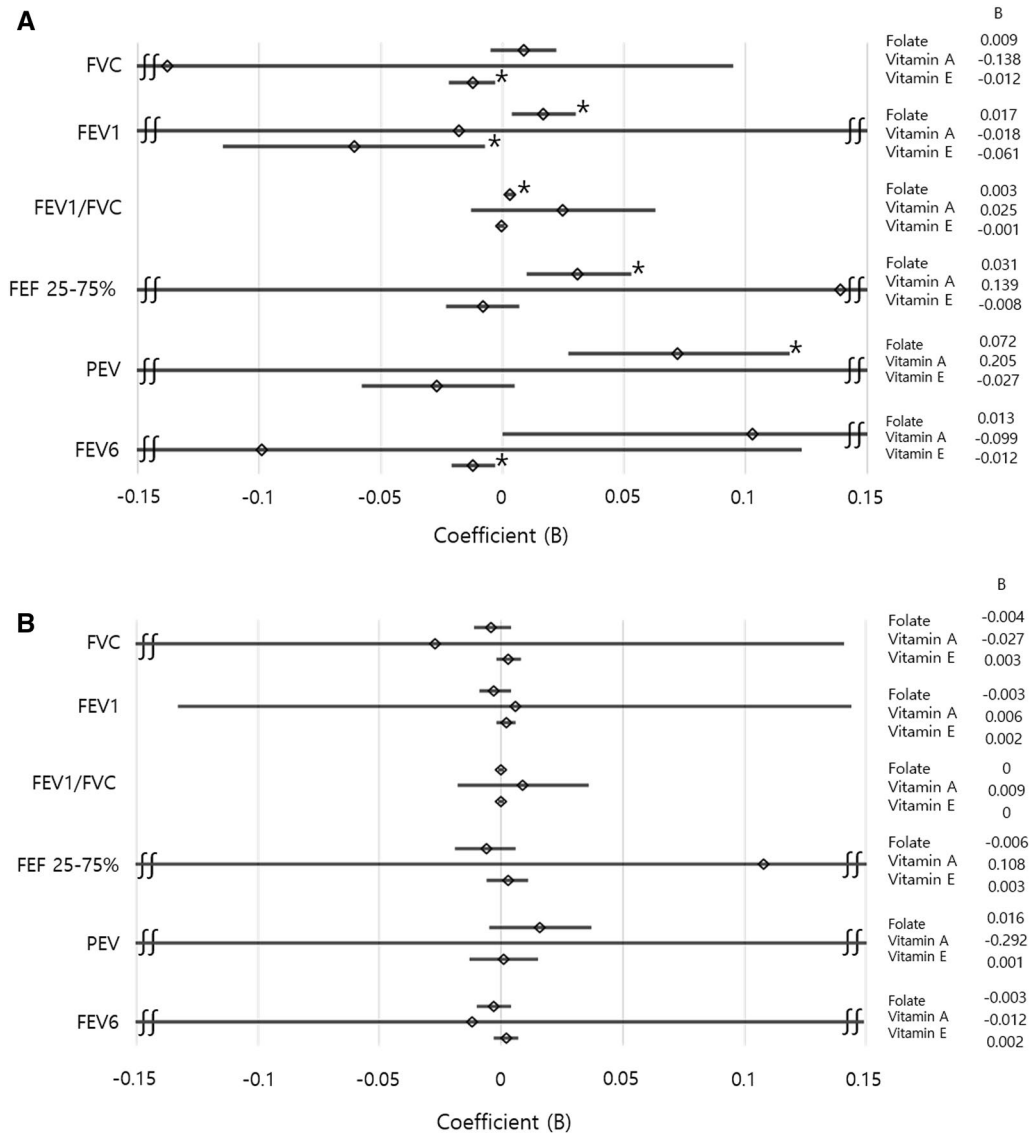 A
B
FVC
Folate 0.009
Vitamin A -0.138
Vitamin E -0.012
*
FEV1
Folate 0.017
Vitamin A -0.018
Vitamin E -0.061
*
*
FEV1/FVC
Folate 0.003
Vitamin A 0.025
Vitamin E -0.001
*
FEF 25-75%
Folate 0.031
Vitamin A 0.139
Vitamin E -0.008
*
PEV
Folate 0.072
Vitamin A 0.205
Vitamin E -0.027
*
FEV6
Folate 0.013
Vitamin A -0.099
Vitamin E -0.012
*
-0.15 -0.1 -0.05 0 0.05 0.1 0.15
Coefficient (B)
B
B
FVC
Folate -0.004
Vitamin A -0.027
Vitamin E 0.003
FEV1
Folate -0.003
Vitamin A 0.006
Vitamin E 0.002
FEV1/FVC
Folate 0
Vitamin A 0.009
Vitamin E 0
FEF 25-75%
Folate -0.006
Vitamin A 0.108
Vitamin E 0.003
PEV
Folate 0.016
Vitamin A -0.292
Vitamin E 0.001
FEV6
Folate -0.003
Vitamin A -0.012
Vitamin E 0.002
-0.15 -0.1 -0.05 0 0.05 0.1 0.15
Coefficient (B)